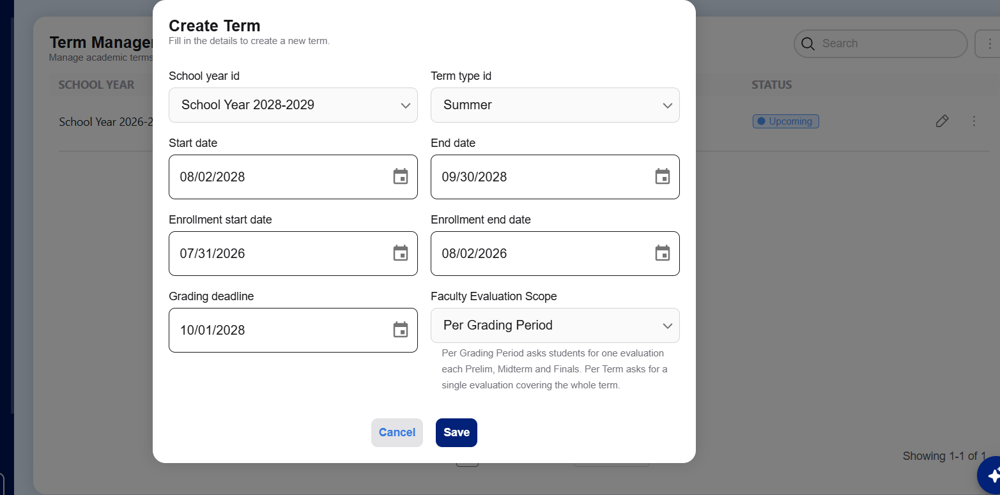 Create Term
Fill in the details to create a new term.
Term Manage
Manage academic terms
Search
SCHOOL YEAR
STATUS
School Year 2026-2
Upcoming
School year id
Term type id
School Year 2028-2029
Summer
Start date
End date
08/02/2028
09/30/2028
Enrollment start date
Enrollment end date
07/31/2026
08/02/2026
Grading deadline
Faculty Evaluation Scope
10/01/2028
Per Grading Period
Per Grading Period asks students for one evaluation
each Prelim, Midterm and Finals. Per Term asks for a
single evaluation covering the whole term.
Cancel
Save
Showing 1-1 of 1